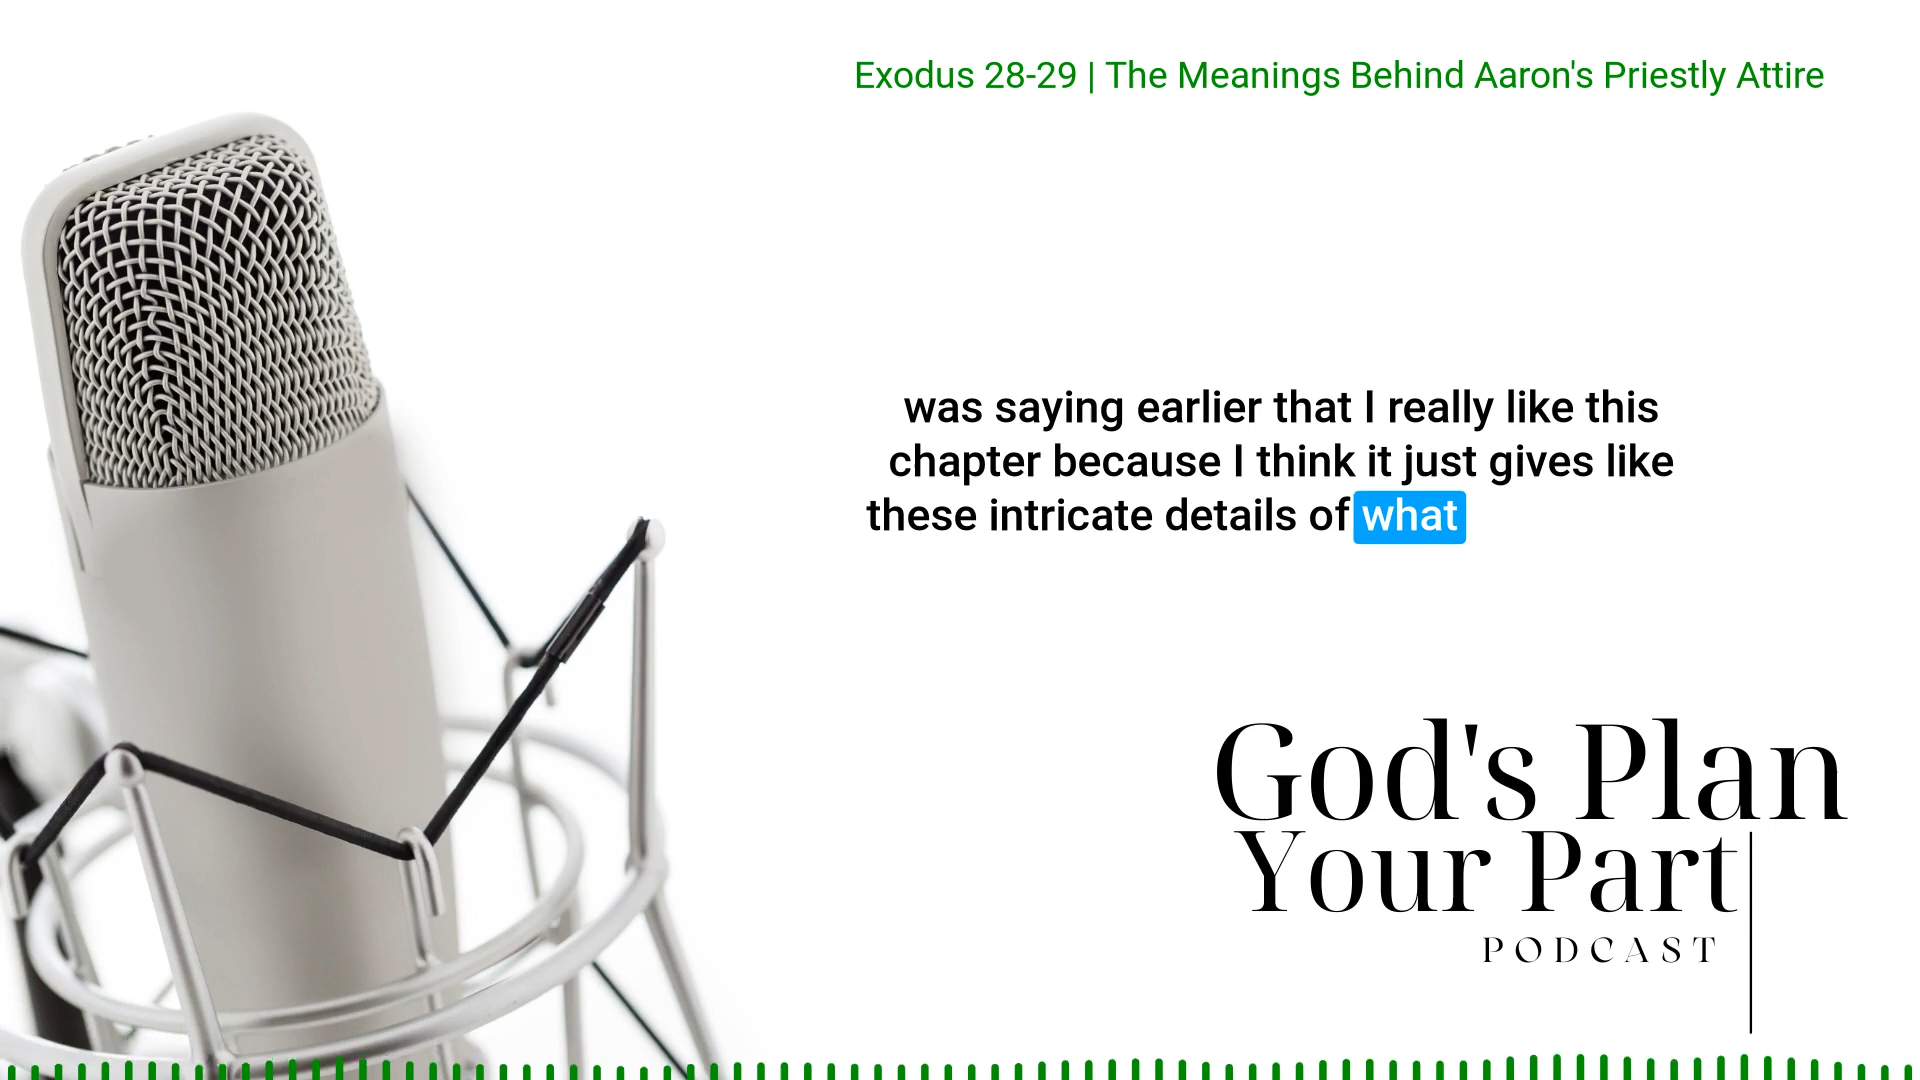 Exodus 28-29 | The Meanings Behind Aaron's Priestly Attire
was saying earlier that I really like this
chapter because I think it just gives like
these intricate details of what
God's Plan
Your Part
PODCAST